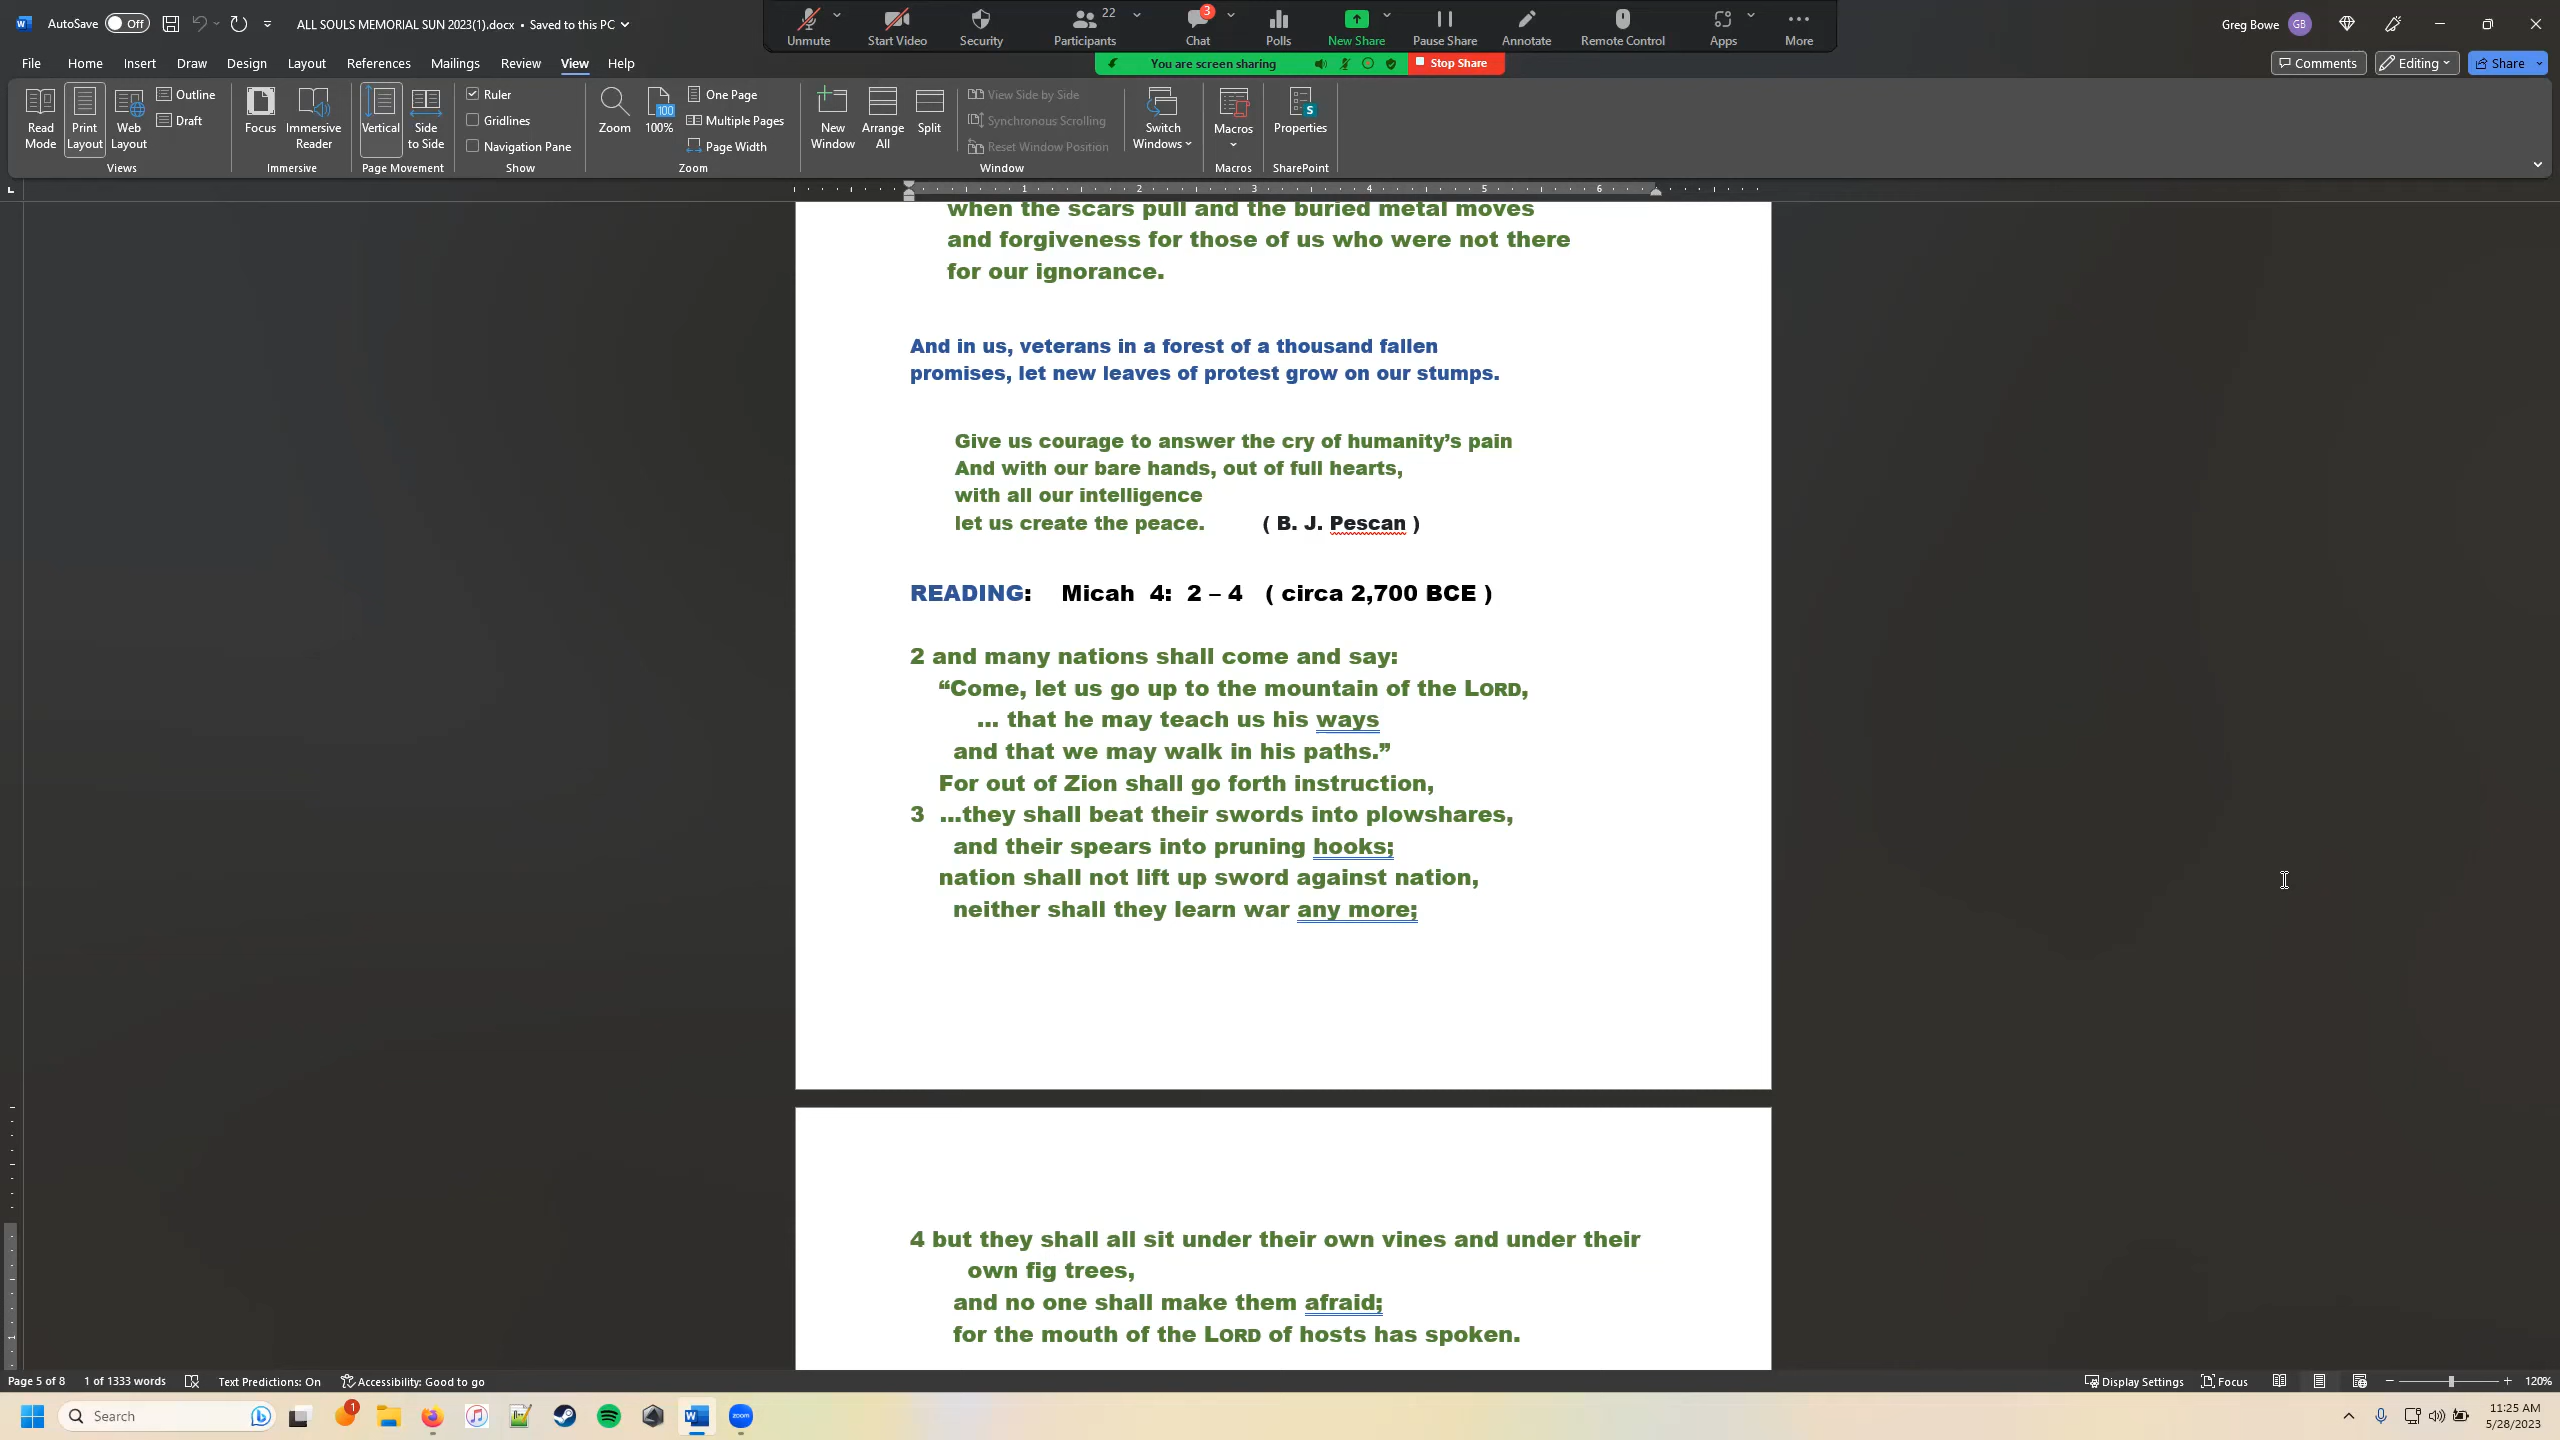 AutoSave Off ALL SOULS MEMORIAL SUN 2023(1).docx • Saved to this PC
Unmute Start Video Security Participants 22 Chat 3 Polls New Share Pause Share Annotate Remote Control Apps More
Greg Bowe GB
You are screen sharing Stop Share
File Home Insert Draw Design Layout References Mailings Review View Help
Comments Editing Share
Read Mode Print Layout Web Layout Outline Draft
Focus Immersive Reader Vertical Side to Side
Ruler Gridlines Navigation Pane
Zoom 100% One Page Multiple Pages Page Width
New Window Arrange All Split View Side by Side Synchronous Scrolling Reset Window Position Switch Windows
Macros Properties
Views Immersive Page Movement Show Zoom Window Macros SharePoint
1 2 3 4 5 6
when the scars pull and the buried metal moves
and forgiveness for those of us who were not there
for our ignorance.
And in us, veterans in a forest of a thousand fallen
promises, let new leaves of protest grow on our stumps.
Give us courage to answer the cry of humanity’s pain
And with our bare hands, out of full hearts,
with all our intelligence
let us create the peace. ( B. J. Pescan )
READING: Micah 4: 2 – 4 ( circa 2,700 BCE )
2 and many nations shall come and say:
“Come, let us go up to the mountain of the LORD,
… that he may teach us his ways
and that we may walk in his paths.”
For out of Zion shall go forth instruction,
3 …they shall beat their swords into plowshares,
and their spears into pruning hooks;
nation shall not lift up sword against nation,
neither shall they learn war any more;
4 but they shall all sit under their own vines and under their
own fig trees,
and no one shall make them afraid;
for the mouth of the LORD of hosts has spoken.
Page 5 of 8 1 of 1333 words Text Predictions: On Accessibility: Good to go
Display Settings Focus 120%
Search 1 zoom
11:25 AM
5/28/2023